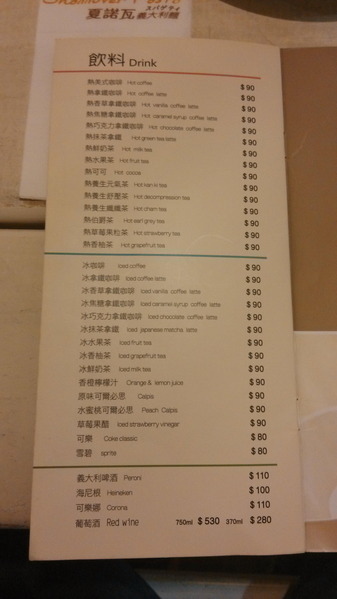 夏諾瓦 義大利麵
スパゲティ
飲料 Drink
熱美式咖啡 Hot coffee $ 90
熱拿鐵咖啡 Hot coffee latte $ 90
熱香草拿鐵咖啡 Hot vanilla coffee latte $ 90
熱焦糖拿鐵咖啡 Hot caramel syrup coffee latte $ 90
熱巧克力拿鐵咖啡 Hot chocolate coffee latte $ 90
熱抹茶拿鐵 Hot green tea latte $ 90
熱鮮奶茶 Hot milk tea $ 90
熱水果茶 Hot fruit tea $ 90
熱可可 Hot cocoa $ 90
熱養生元氣茶 Hot kan ki tea $ 90
熱養生舒壓茶 Hot decompression tea $ 90
熱養生纖纖茶 Hot cham tea $ 90
熱伯爵茶 Hot earl grey tea $ 90
熱草莓果粒茶 Hot strawberry tea $ 90
熱香柚茶 Hot grapefruit tea $ 90
冰咖啡 Iced coffee $ 90
冰拿鐵咖啡 Iced coffee latte $ 90
冰香草拿鐵咖啡 Iced vanilla coffee latte $ 90
冰焦糖拿鐵咖啡 Iced caramel syrup coffee latte $ 90
冰巧克力拿鐵咖啡 Iced chocolate coffee latte $ 90
冰抹茶拿鐵 Iced japanese matcha latte $ 90
冰水果茶 Iced fruit tea $ 90
冰香柚茶 Iced grapefruit tea $ 90
冰鮮奶茶 Iced milk tea $ 90
香橙檸檬汁 Orange & lemon juice $ 90
原味可爾必思 Calpis $ 90
水蜜桃可爾必思 Peach Calpis $ 90
草莓果醋 Iced strawberry vinegar $ 90
可樂 Coke classic $ 80
雪碧 sprite $ 80
義大利啤酒 Peroni $ 110
海尼根 Heineken $ 100
可樂娜 Corona $ 110
葡萄酒 Red wine 750ml $ 530 370ml $ 280